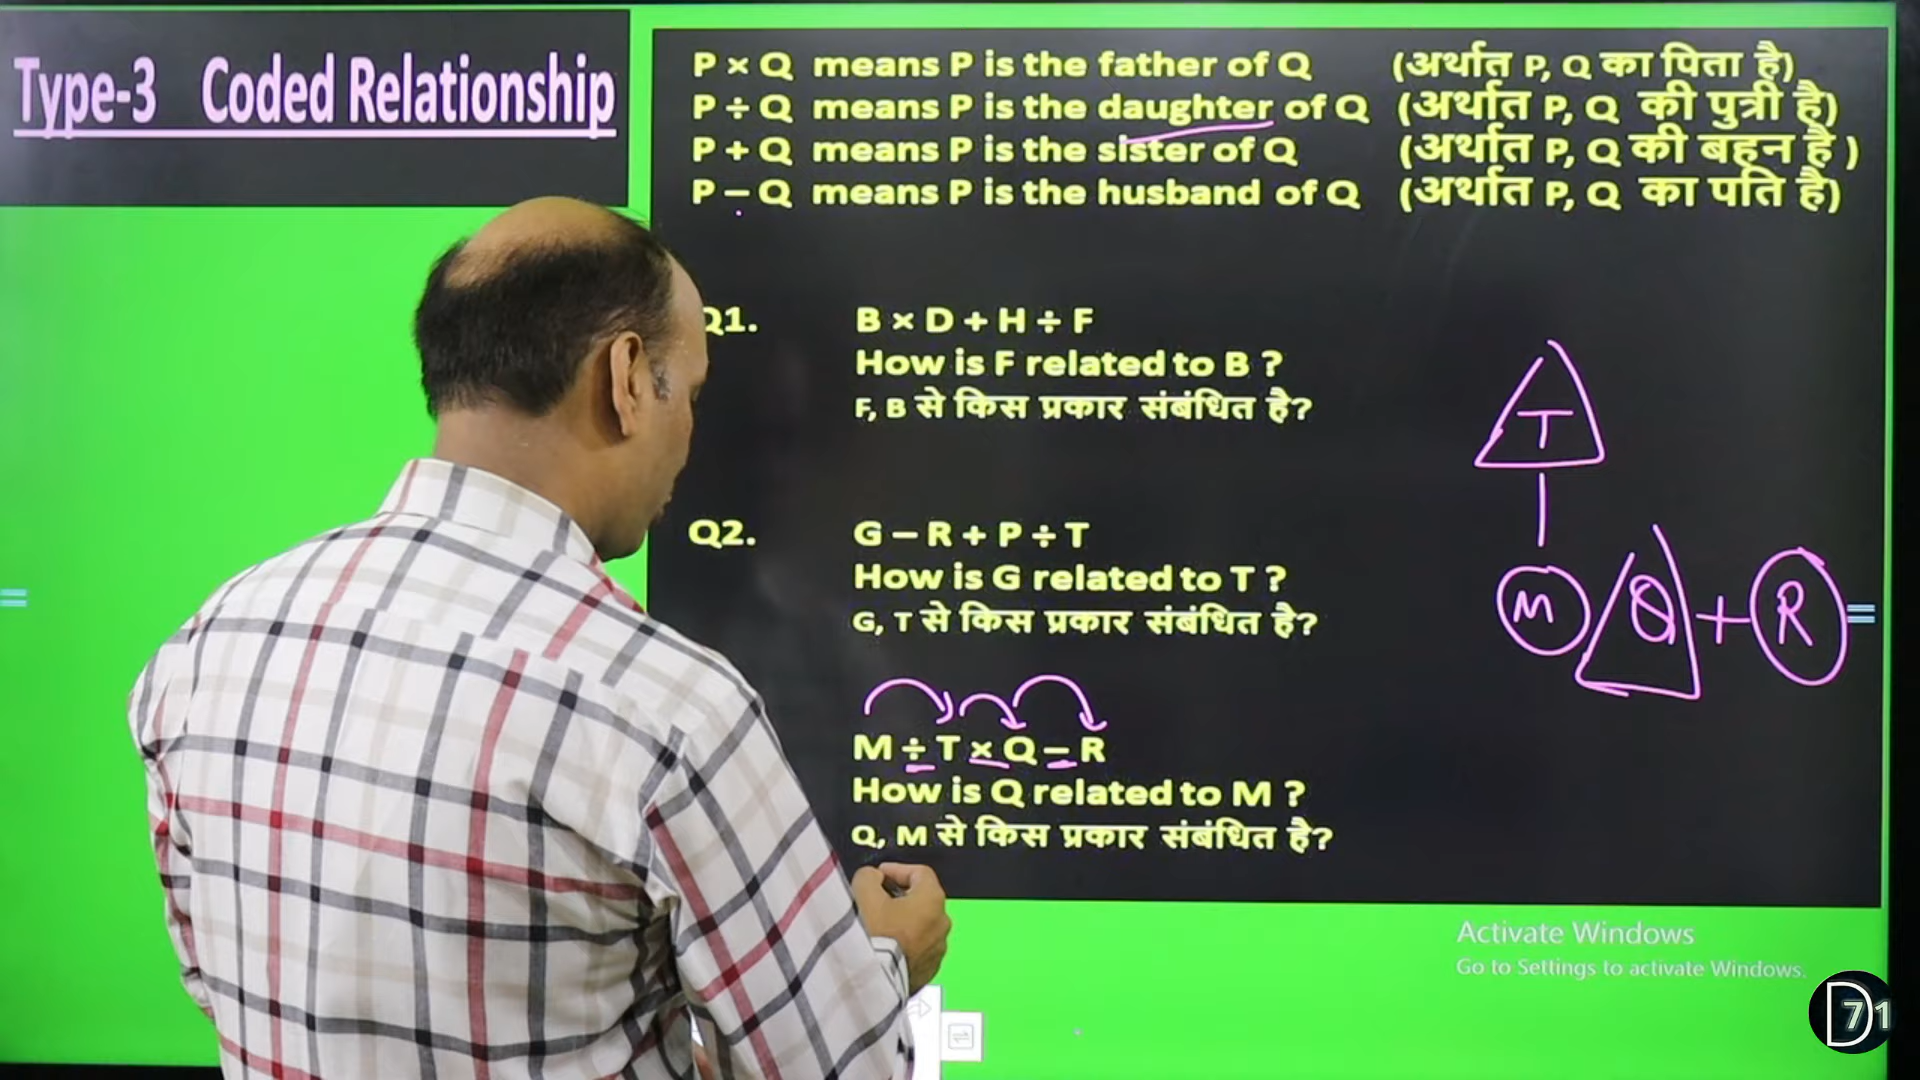 Type-3 Coded Relationship
P × Q means P is the father of Q (अर्थात P, Q का पिता है)
P ÷ Q means P is the daughter of Q (अर्थात P, Q की पुत्री है)
P + Q means P is the sister of Q (अर्थात P, Q की बहन है )
P – Q means P is the husband of Q (अर्थात P, Q का पति है)
Q1. B × D + H ÷ F
How is F related to B ?
F, B से किस प्रकार संबंधित है?
Q2. G – R + P ÷ T
How is G related to T ?
G, T से किस प्रकार संबंधित है?
M ÷ T × Q – R
How is Q related to M ?
Q, M से किस प्रकार संबंधित है?
T
M Q + R
Activate Windows
Go to Settings to activate Windows.
D 71